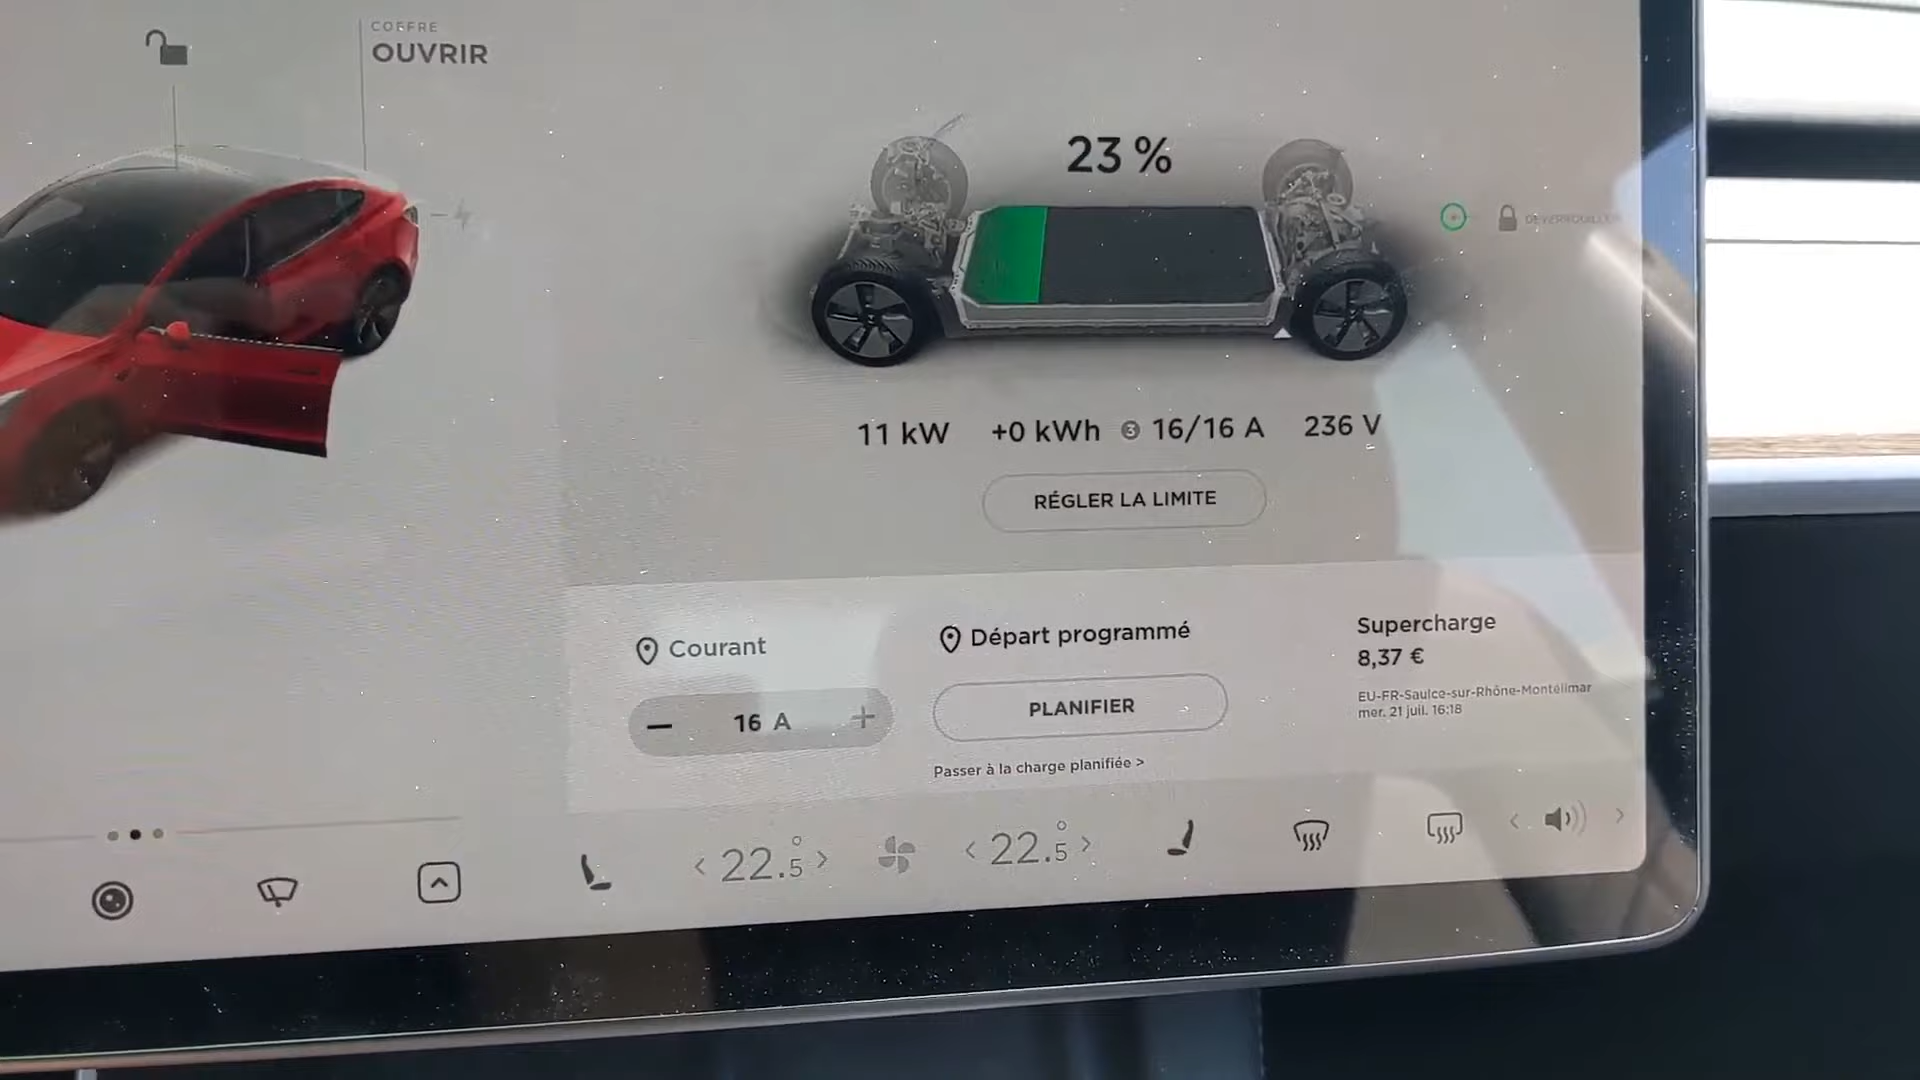 COFFRE
OUVRIR
23 %
DÉVERROUILLER
11 kW +0 kWh 3 16/16 A 236 V
RÉGLER LA LIMITE
Courant
16 A
Départ programmé
PLANIFIER
Passer à la charge planifiée >
Supercharge
8,37 €
EU-FR-Saulce-sur-Rhône-Montélimar
mer. 21 juil. 16:18
< 22.5° >
< 22.5° >